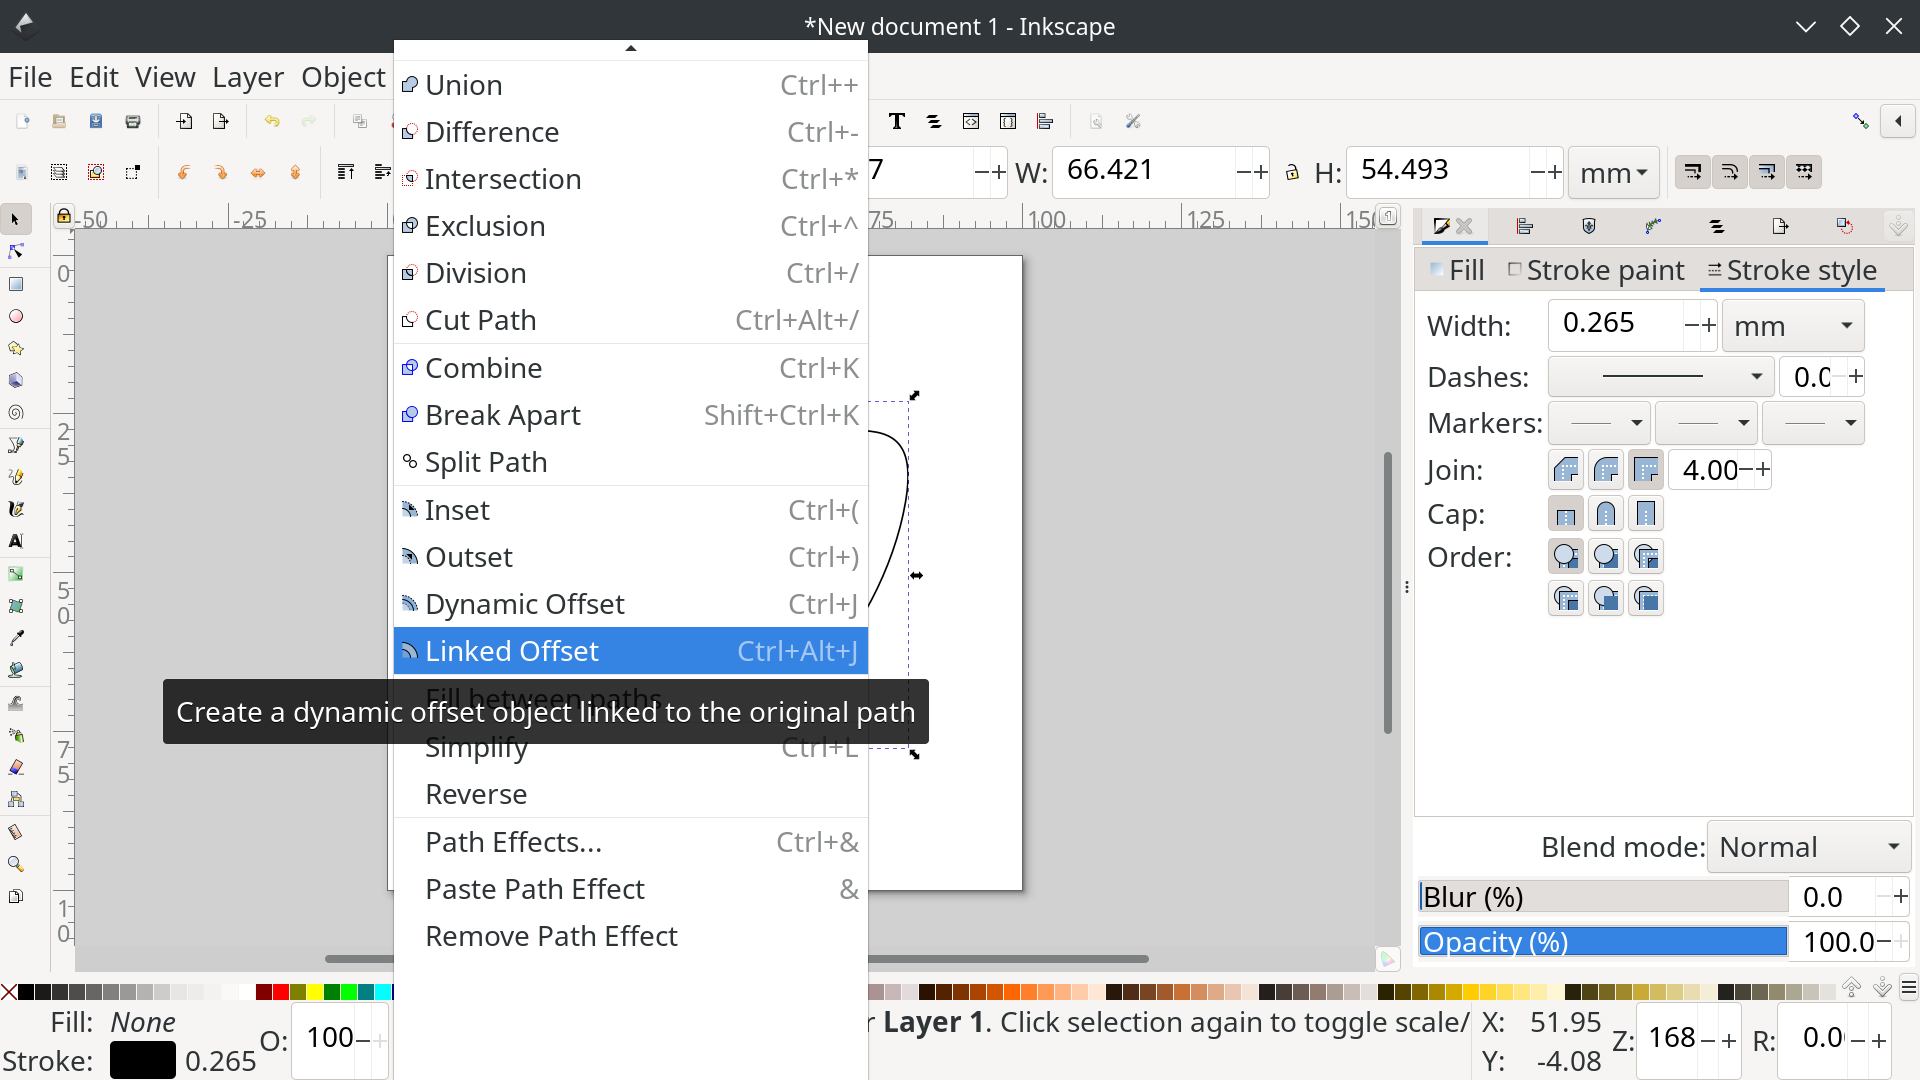 *New document 1 - Inkscape
File Edit View Layer Object
Union Ctrl++
Difference Ctrl+-
Intersection Ctrl+*
Exclusion Ctrl+^
Division Ctrl+/
Cut Path Ctrl+Alt+/
Combine Ctrl+K
Break Apart Shift+Ctrl+K
Split Path
Inset Ctrl+(
Outset Ctrl+)
Dynamic Offset Ctrl+J
Linked Offset Ctrl+Alt+J
Fill between paths
Create a dynamic offset object linked to the original path
Simplify Ctrl+L
Reverse
Path Effects... Ctrl+&
Paste Path Effect &
Remove Path Effect
7 W: 66.421 H: 54.493 mm
-50 -25 75 100 125 150
0
25
50
75
100
Fill Stroke paint Stroke style
Width: 0.265 mm
Dashes: 0.0
Markers:
Join: 4.00
Cap:
Order:
Blend mode: Normal
Blur (%) 0.0
Opacity (%) 100.0
Fill: None
Stroke: 0.265
O: 100
r Layer 1. Click selection again to toggle scale/
X: 51.95
Y: -4.08
Z: 168
R: 0.0